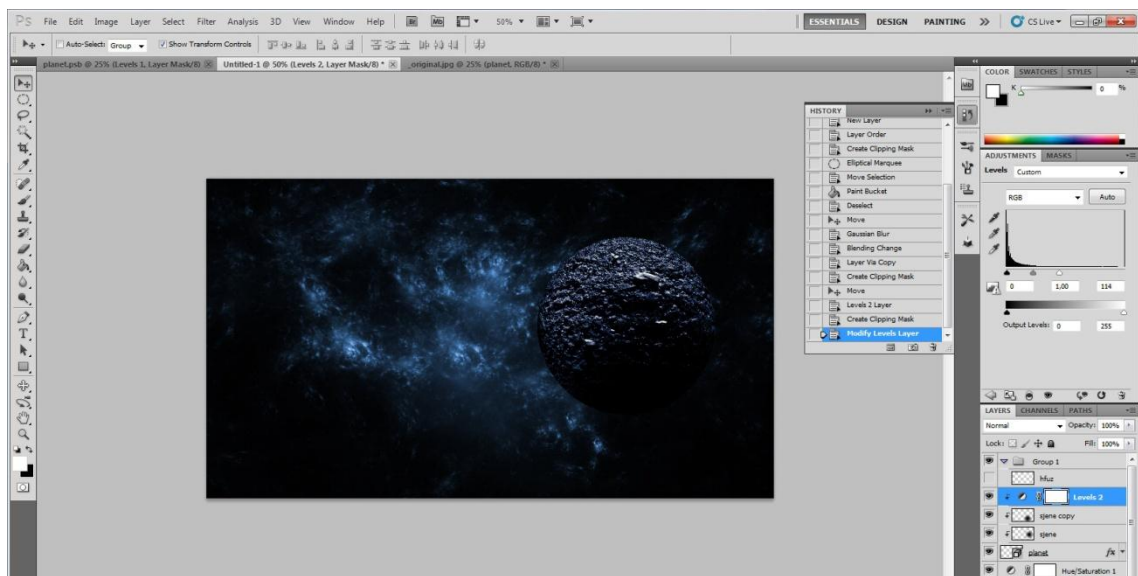 Ps File Edit Image Layer Select Filter Analysis 3D View Window Help Br Mb 50% ESSENTIALS DESIGN PAINTING CS Live
Auto-Select: Group Show Transform Controls
planet.psb @ 25% (Levels 1, Layer Mask/8) Untitled-1 @ 50% (Levels 2, Layer Mask/8) * _original.jpg @ 25% (planet, RGB/8) *
HISTORY
New Layer
Layer Order
Create Clipping Mask
Elliptical Marquee
Move Selection
Paint Bucket
Deselect
Move
Gaussian Blur
Blending Change
Layer Via Copy
Create Clipping Mask
Move
Levels 2 Layer
Create Clipping Mask
Modify Levels Layer
Mb
COLOR SWATCHES STYLES
K 0 %
ADJUSTMENTS MASKS
Levels Custom
RGB Auto
0 1,00 114
Output Levels: 0 255
LAYERS CHANNELS PATHS
Normal Opacity: 100%
Lock: Fill: 100%
Group 1
hfuz
Levels 2
sjene copy
sjene
planet fx
Hue/Saturation 1